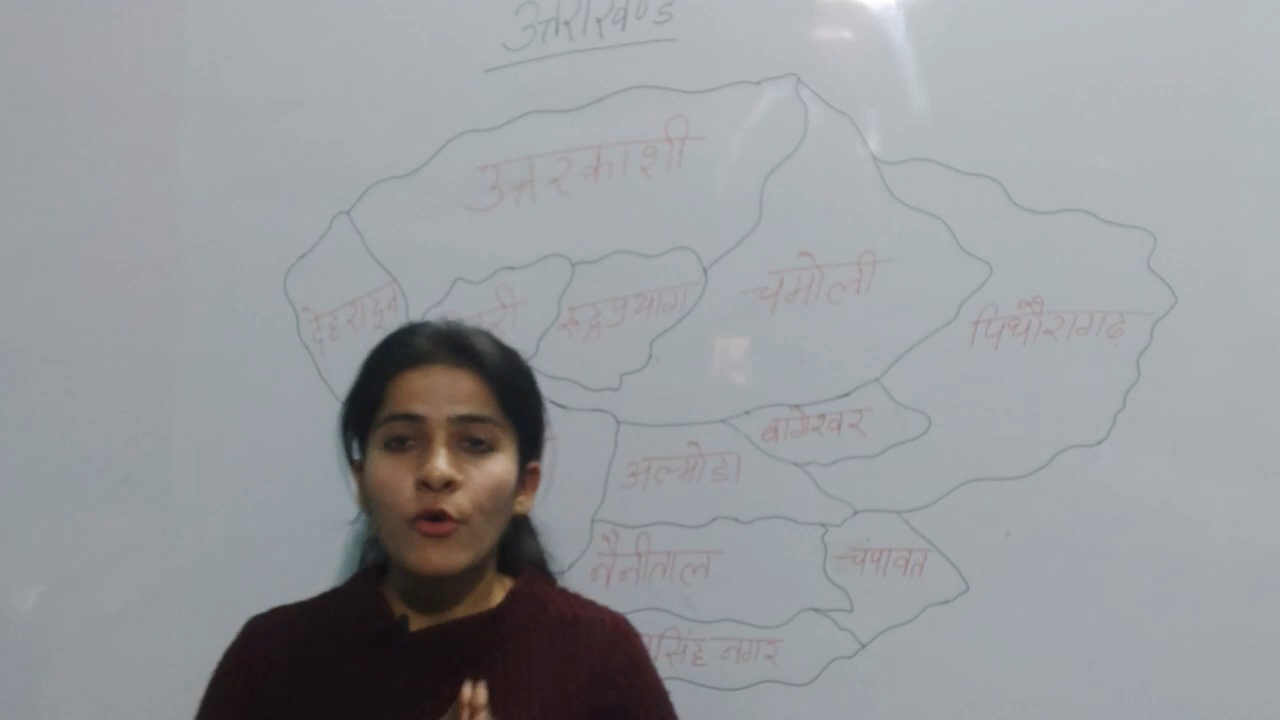 उत्तराखण्ड
उत्तरकाशी
देहरादून
रूद्रप्रयाग
चमोली
पिथौरागढ
बागेश्वर
अल्मोडा
नैनीताल
चंपावत
सिंह नगर